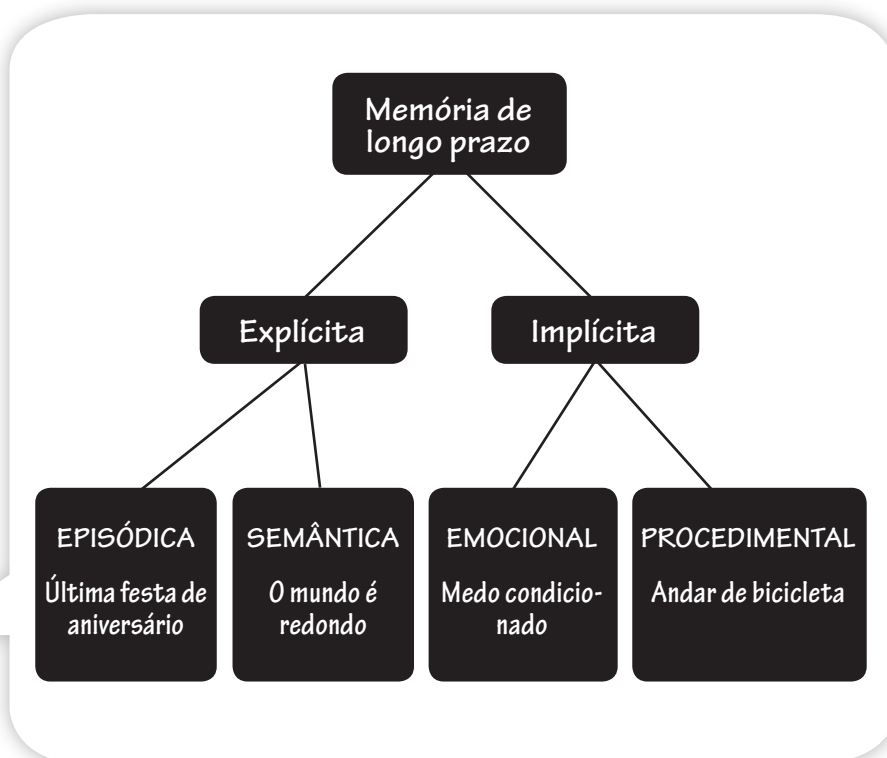 Memória de
longo prazo
Explícita
Implícita
EPISÓDICA
Última festa de
aniversário
SEMÂNTICA
O mundo é
redondo
EMOCIONAL
Medo condicio-
nado
PROCEDIMENTAL
Andar de bicicleta